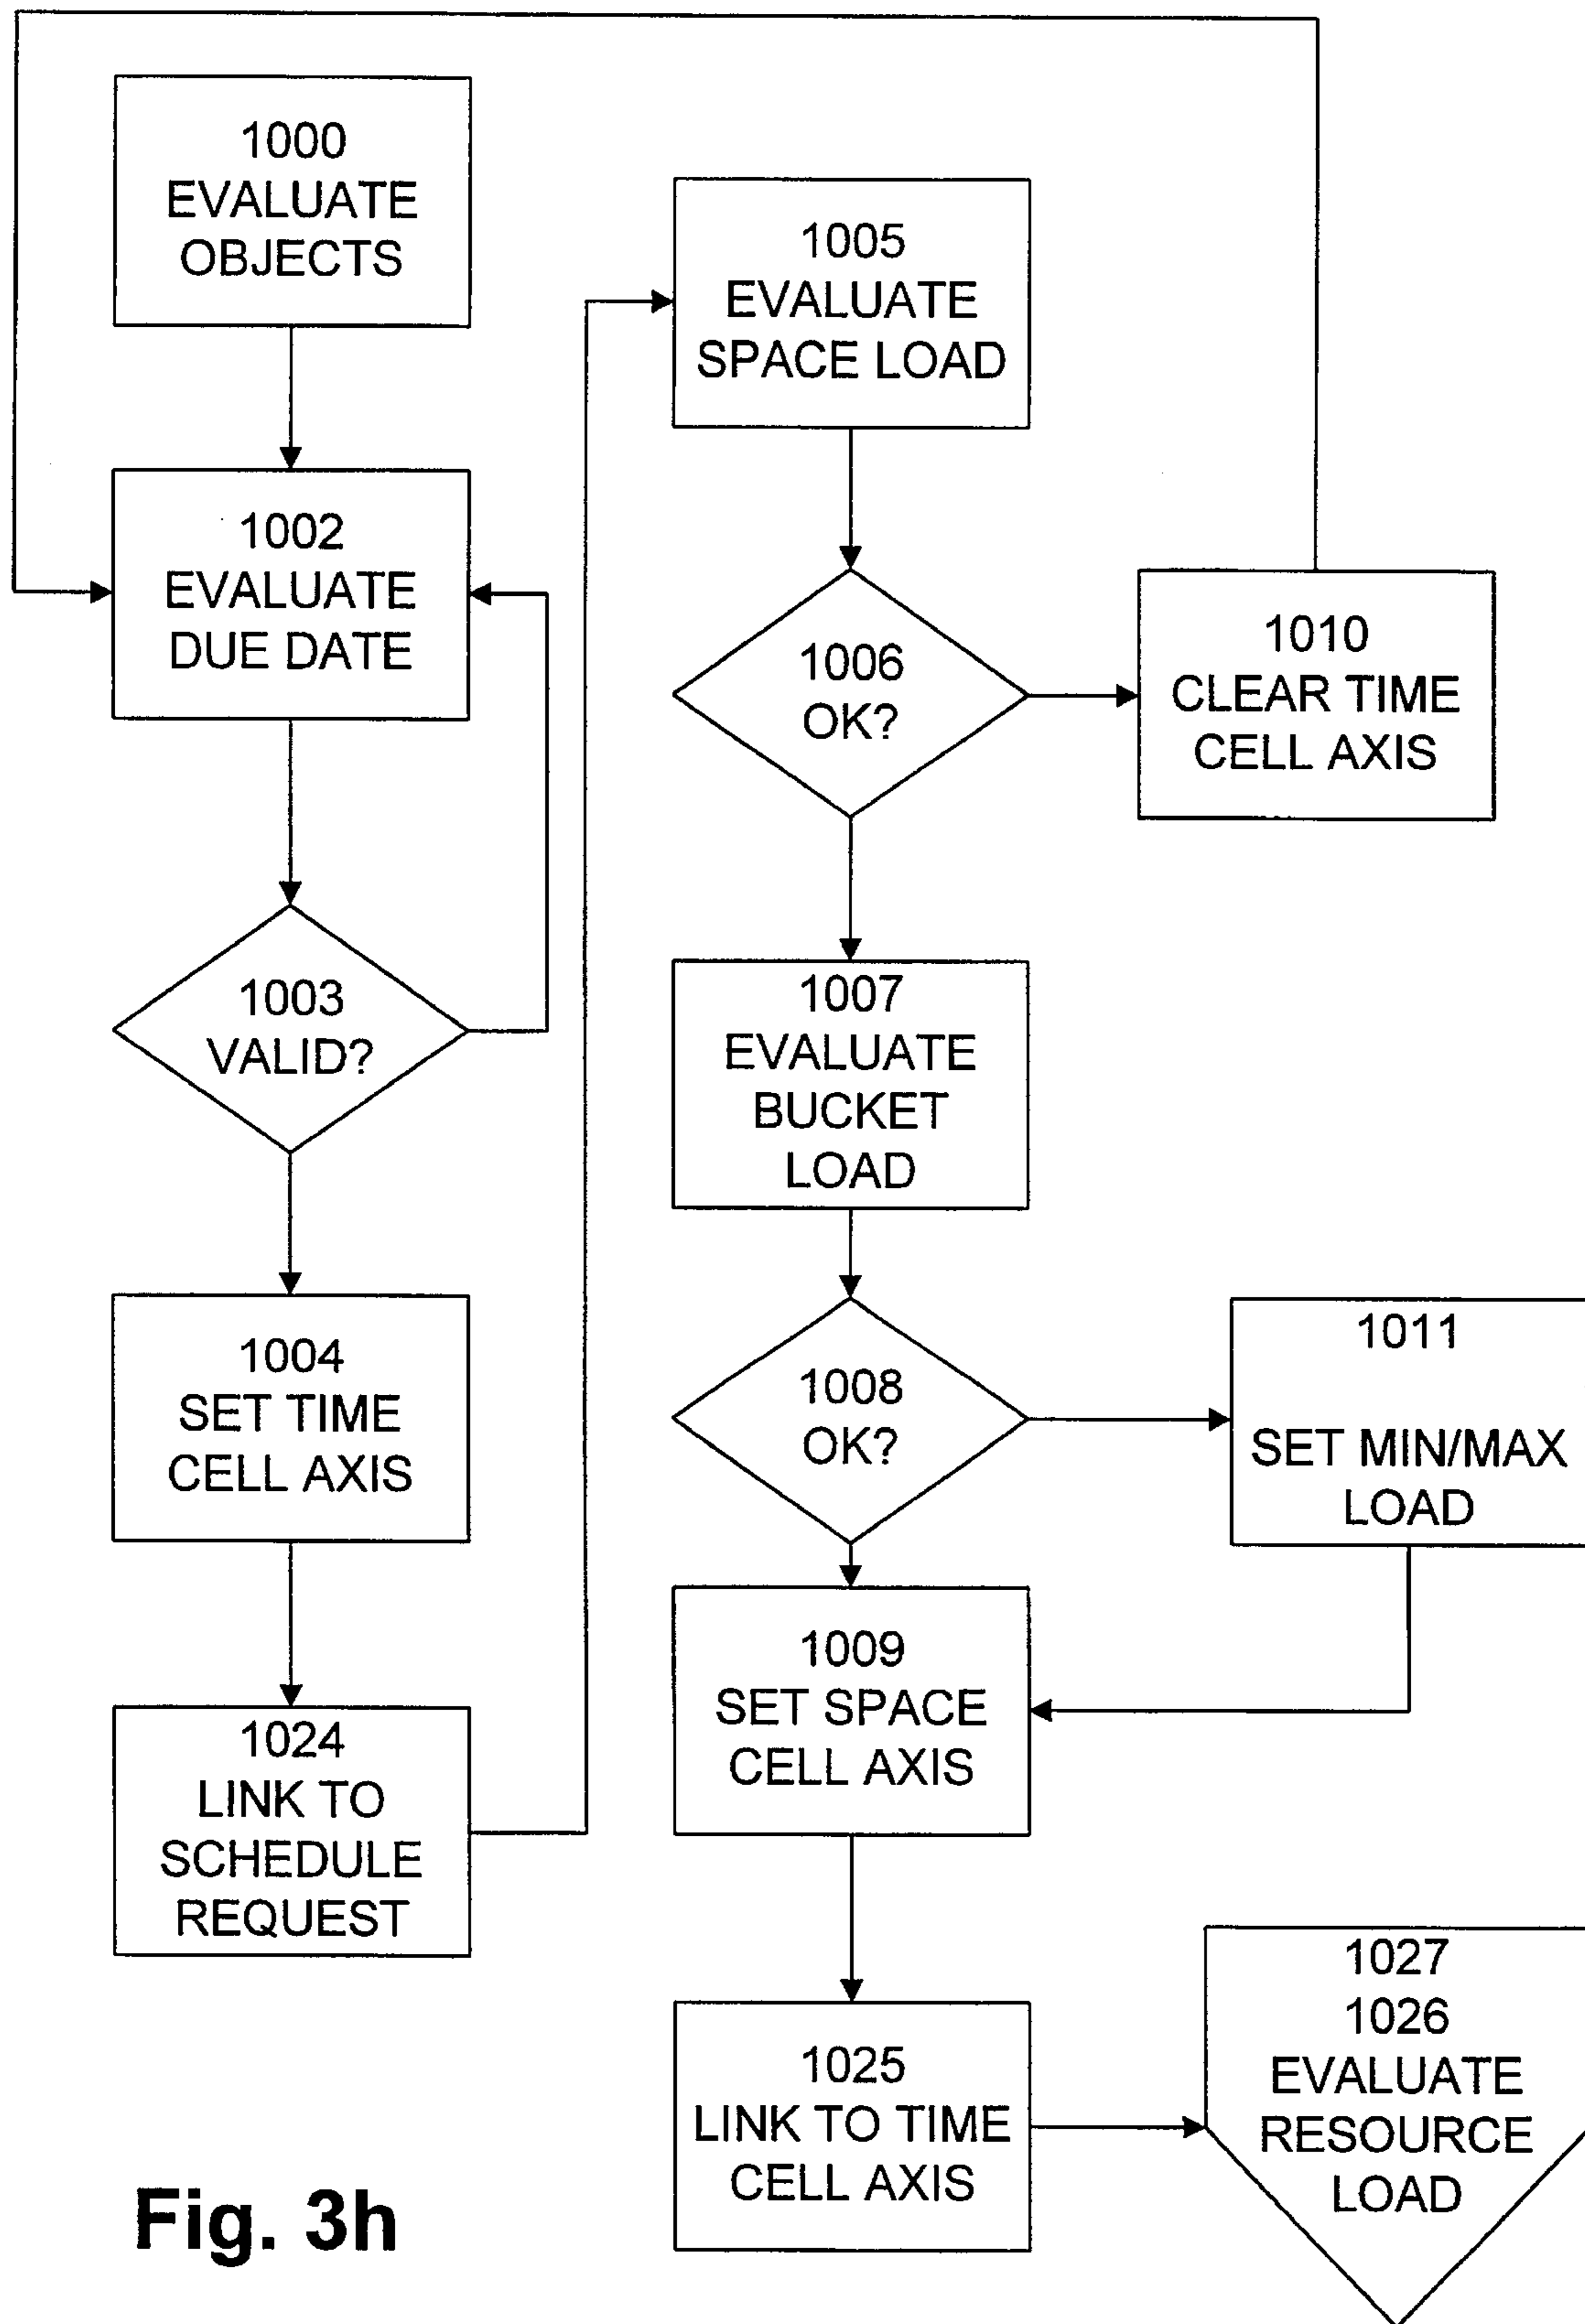 1000
EVALUATE
OBJECTS
1002
EVALUATE
DUE DATE
1003
VALID?
1004
SET TIME
CELL AXIS
1024
LINK TO
SCHEDULE
REQUEST
1005
EVALUATE
SPACE LOAD
1006
OK?
1010
CLEAR TIME
CELL AXIS
1007
EVALUATE
BUCKET
LOAD
1008
OK?
1011
SET MIN/MAX
LOAD
1009
SET SPACE
CELL AXIS
1025
LINK TO TIME
CELL AXIS
1027
1026
EVALUATE
RESOURCE
LOAD
Fig. 3h